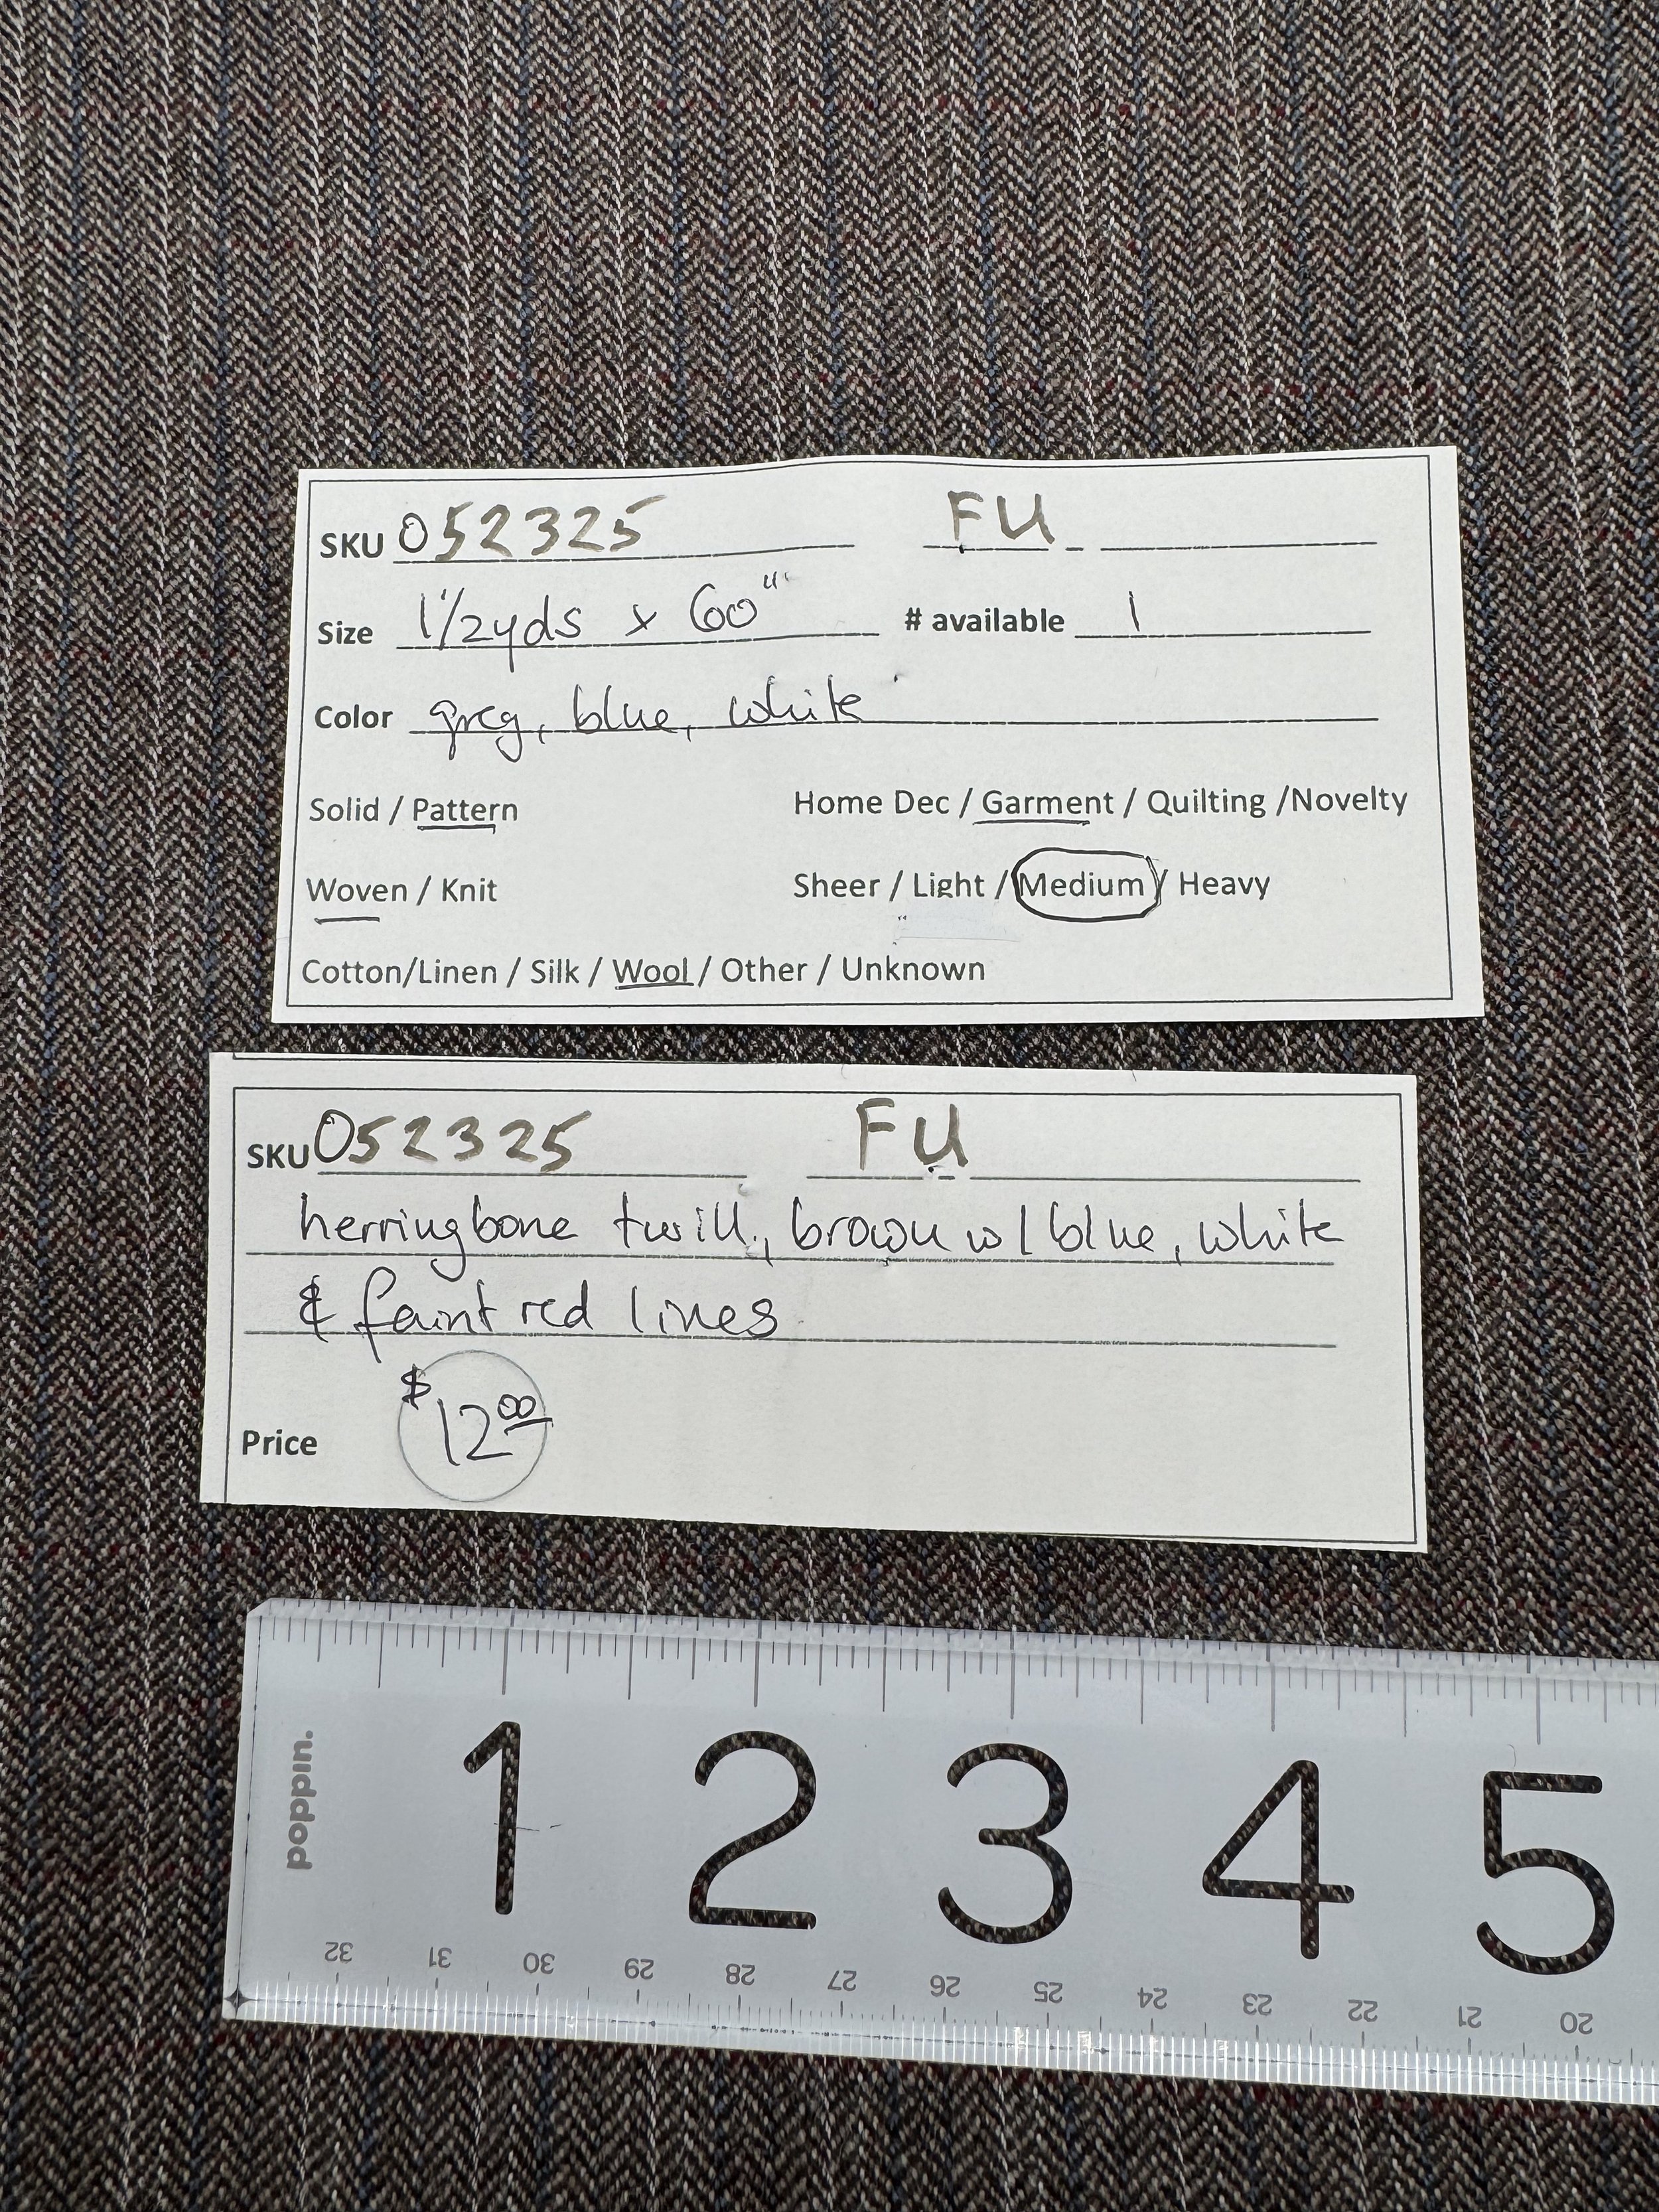 SKU 052325 FU
Size 1 1/2 yds x 60" # available 1
Color grey, blue, white
Solid / Pattern Home Dec / Garment / Quilting /Novelty
Woven / Knit Sheer / Light / Medium / Heavy
Cotton/Linen / Silk / Wool / Other / Unknown
SKU 052325 FU
herringbone twill, brown w/ blue, white
& faint red lines
Price $12.00
poppin.
1 2 3 4 5
32 31 30 29 28 27 26 25 24 23 22 21 20